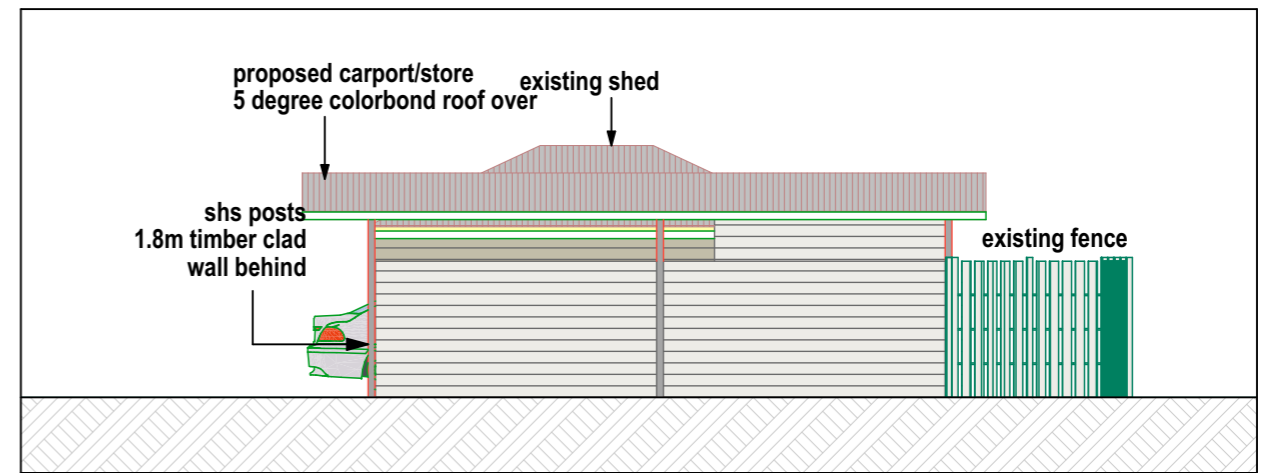 proposed carport/store
5 degree colorbond roof over
existing shed
shs posts
1.8m timber clad
wall behind
existing fence